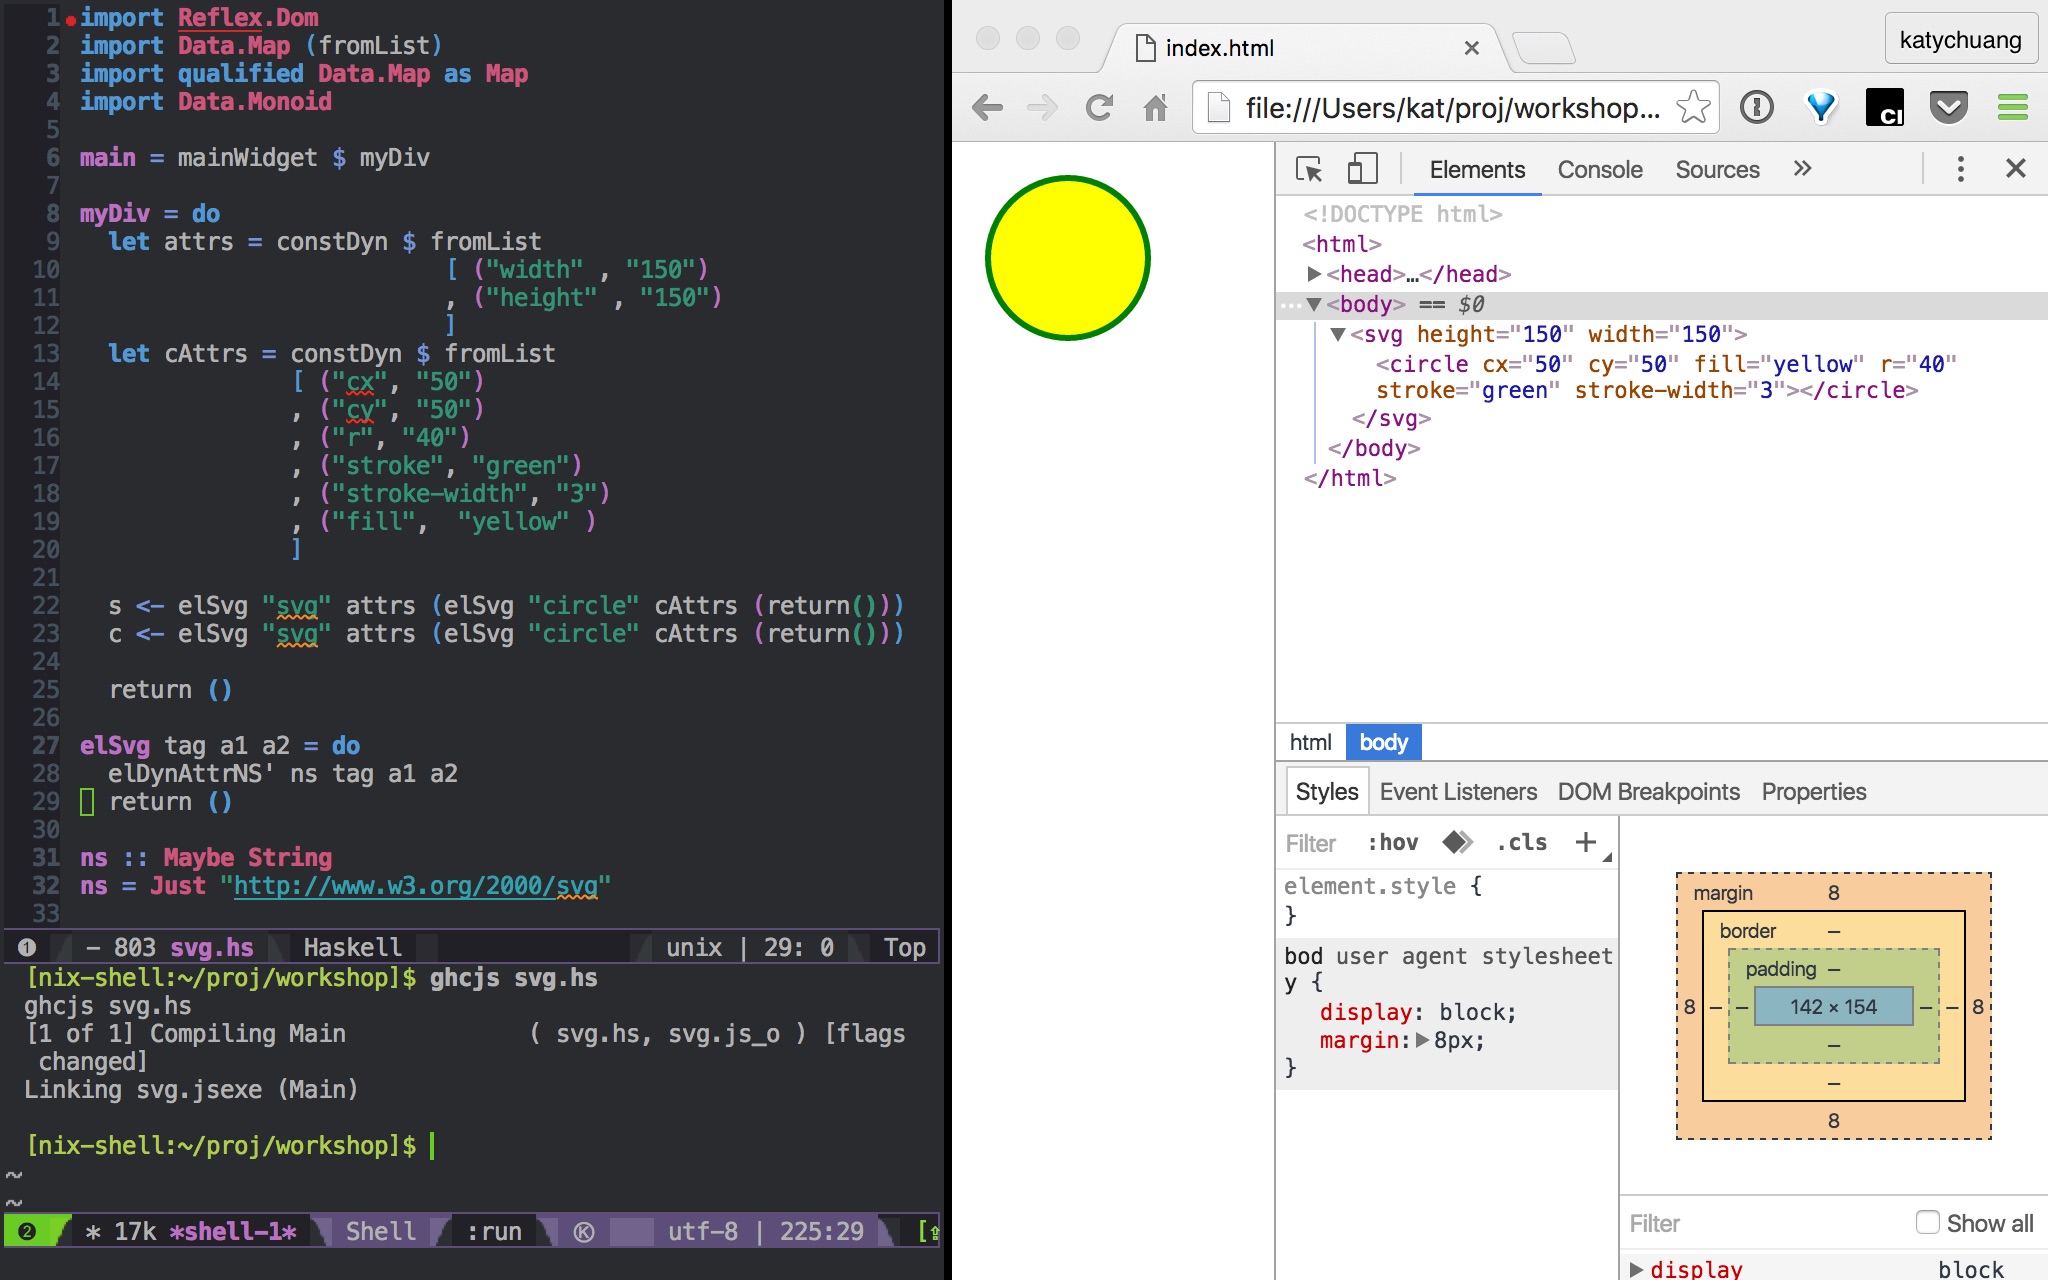 1 import Reflex.Dom
2 import Data.Map (fromList)
3 import qualified Data.Map as Map
4 import Data.Monoid
5
6 main = mainWidget $ myDiv
7
8 myDiv = do
9   let attrs = constDyn $ fromList
10                           [ ("width" , "150")
11                           , ("height" , "150")
12                           ]
13   let cAttrs = constDyn $ fromList
14                [ ("cx", "50")
15                , ("cy", "50")
16                , ("r", "40")
17                , ("stroke", "green")
18                , ("stroke-width", "3")
19                , ("fill",  "yellow" )
20                ]
21
22   s <- elSvg "svg" attrs (elSvg "circle" cAttrs (return()))
23   c <- elSvg "svg" attrs (elSvg "circle" cAttrs (return()))
24
25   return ()
26
27 elSvg tag a1 a2 = do
28   elDynAttrNS' ns tag a1 a2
29   return ()
30
31 ns :: Maybe String
32 ns = Just "http://www.w3.org/2000/svg"
33
1 - 803 svg.hs Haskell unix | 29: 0 Top
[nix-shell:~/proj/workshop]$ ghcjs svg.hs
ghcjs svg.hs
[1 of 1] Compiling Main             ( svg.hs, svg.js_o ) [flags
 changed]
Linking svg.jsexe (Main)
[nix-shell:~/proj/workshop]$
~
~
2 * 17k *shell-1* Shell :run K utf-8 | 225:29
index.html
katychuang
file:///Users/kat/proj/workshop...
Elements Console Sources »
<!DOCTYPE html>
<html>
▶<head>…</head>
…▼<body> == $0
▼<svg height="150" width="150">
<circle cx="50" cy="50" fill="yellow" r="40"
stroke="green" stroke-width="3"></circle>
</svg>
</body>
</html>
html body
Styles Event Listeners DOM Breakpoints Properties
Filter :hov .cls +
element.style {
}
bod user agent stylesheet
y {
display: block;
margin:▶8px;
}
margin 8
border –
padding –
8 – – 142 × 154 – – 8
–
–
8
Filter Show all
▶display block